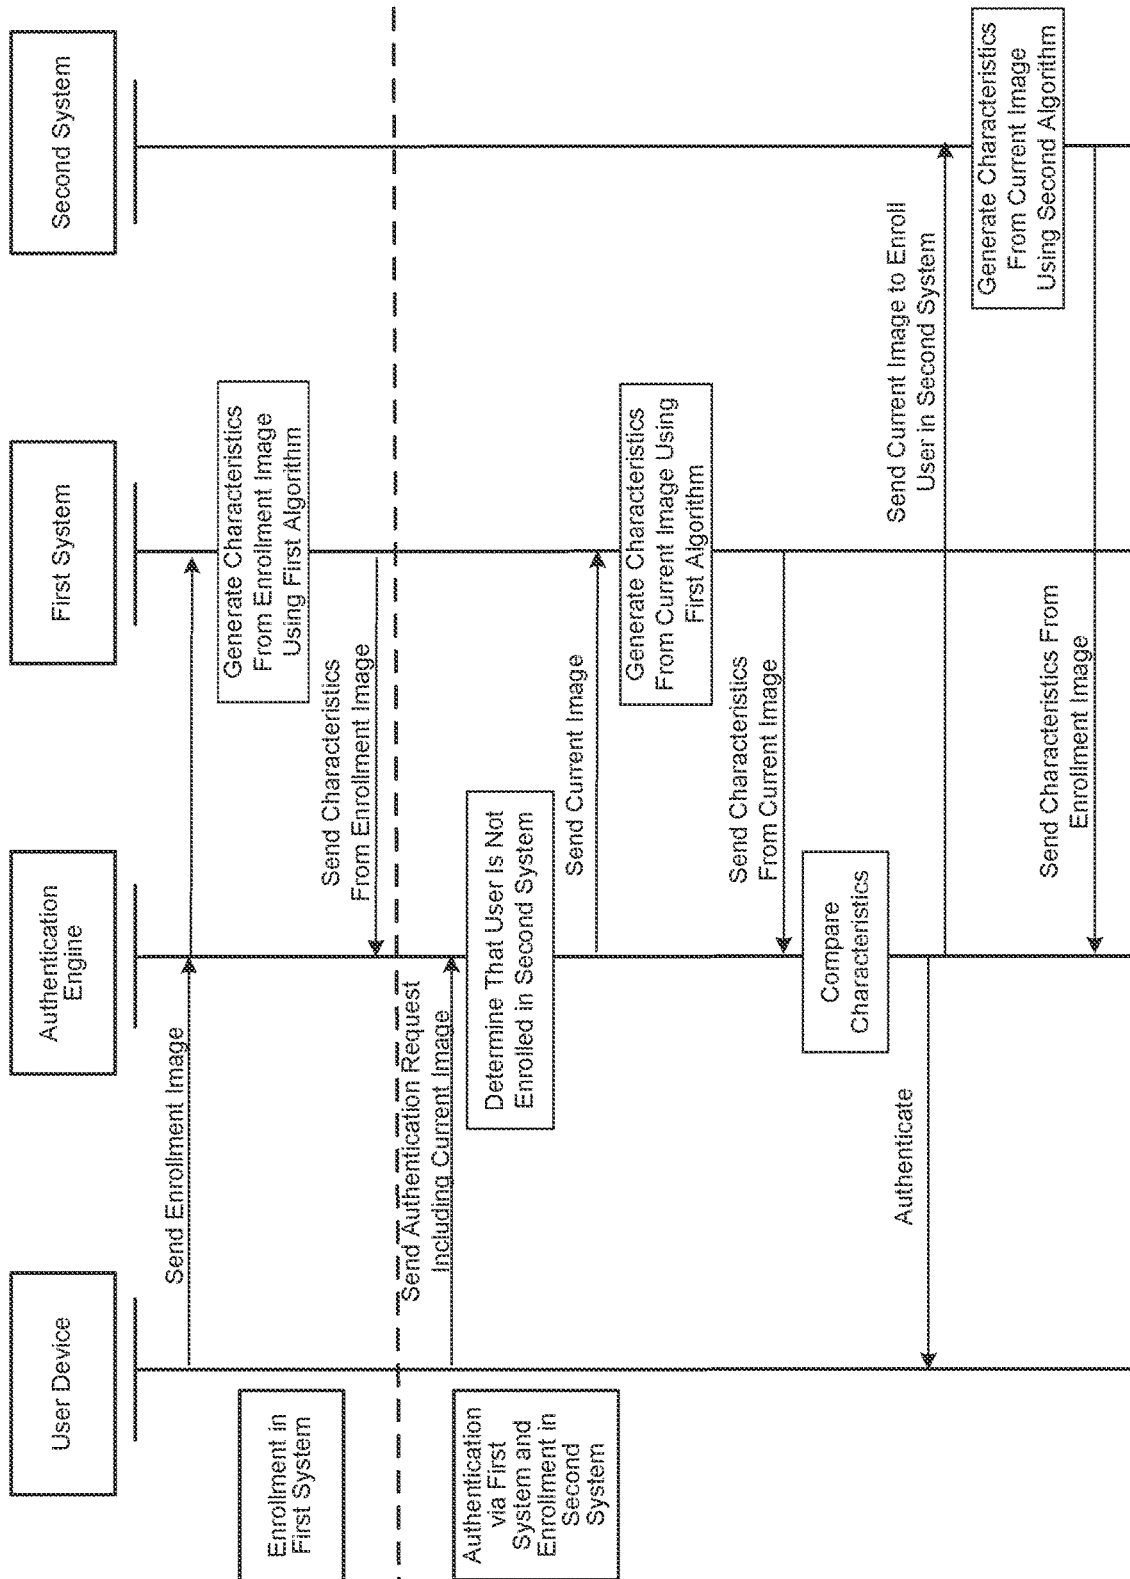 User Device
Authentication
Engine
First System
Second System
Enrollment in
First System
Send Enrollment Image
Generate Characteristics
From Enrollment Image
Using First Algorithm
Send Characteristics
From Enrollment Image
Authentication
via First
System and
Enrollment in
Second
System
Send Authentication Request
Including Current Image
Determine That User Is Not
Enrolled in Second System
Send Current Image
Generate Characteristics
From Current Image Using
First Algorithm
Send Characteristics
From Current Image
Compare
Characteristics
Authenticate
Send Current Image to Enroll
User in Second System
Generate Characteristics
From Current Image
Using Second Algorithm
Send Characteristics From
Enrollment Image